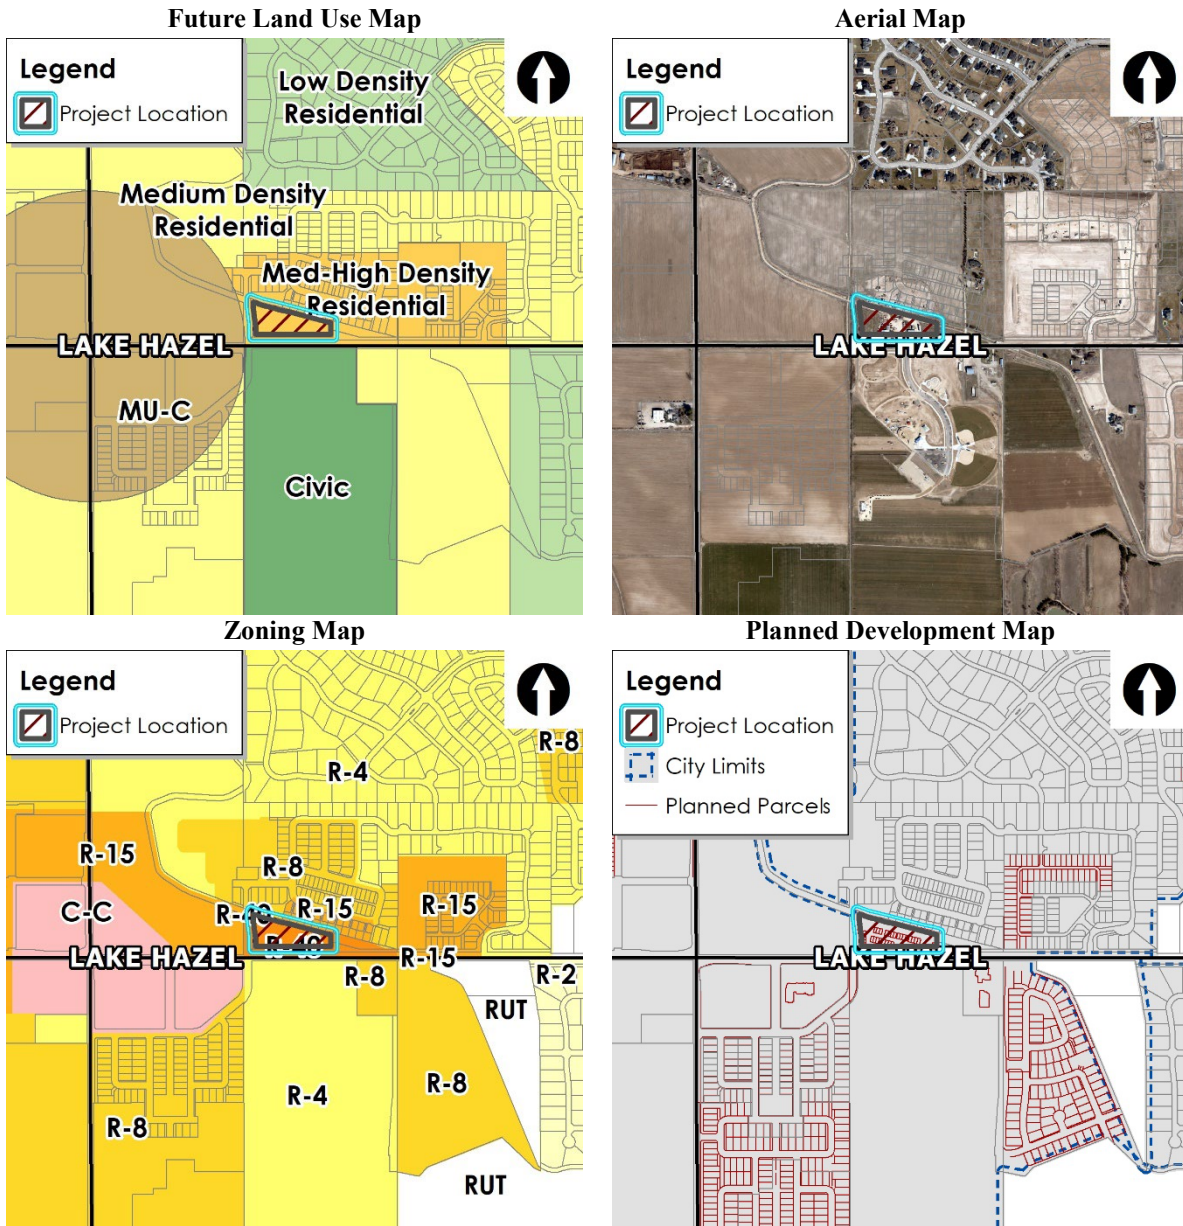 Future Land Use Map
Legend
Project Location
Low Density
Residential
Medium Density
Residential
Med-High Density
Residential
LAKE HAZEL
MU-C
Civic
Aerial Map
Legend
Project Location
LAKE HAZEL
Zoning Map
Legend
Project Location
R-8
R-4
R-15
R-8
C-C
R-40
R-15
R-15
R-40
LAKE HAZEL
R-15
R-8
R-2
RUT
R-8
R-4
R-8
RUT
Planned Development Map
Legend
Project Location
City Limits
Planned Parcels
LAKE HAZEL